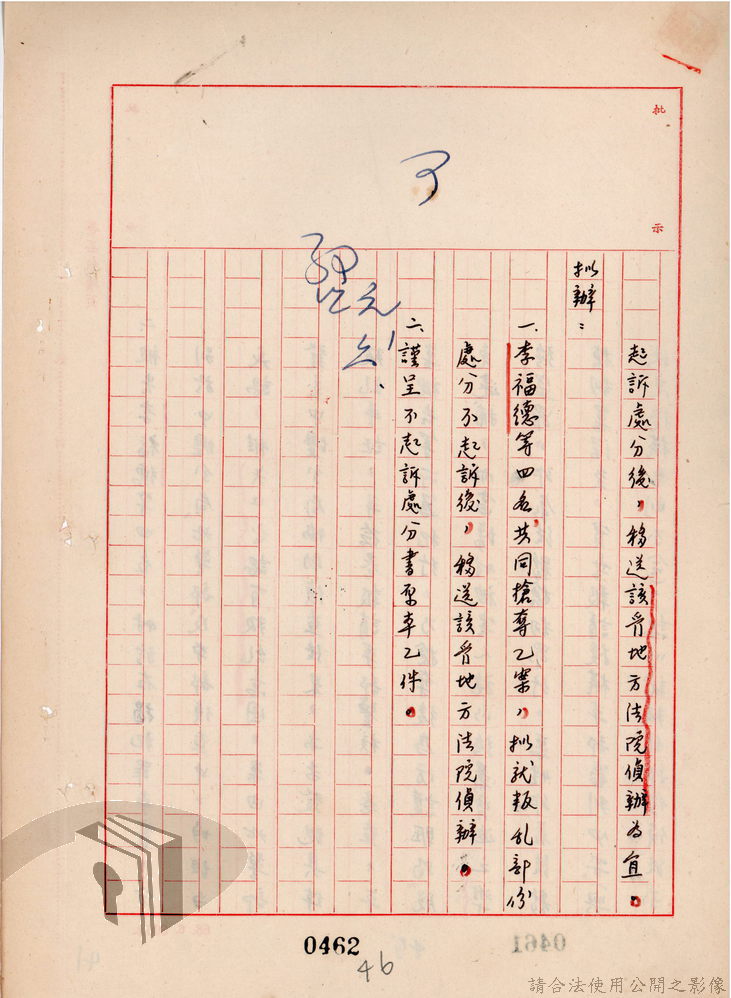 批示
起訴處分後，移送該管地方法院偵辦為宜。
擬辦：
一.李福德等四名共同搶奪乙案，擬就叛乱部份
處分不起訴後，移送該管地方法院偵辦。
二、謹呈不起訴處分書原本乙件。
0462
46
0461
請合法使用公開之影像